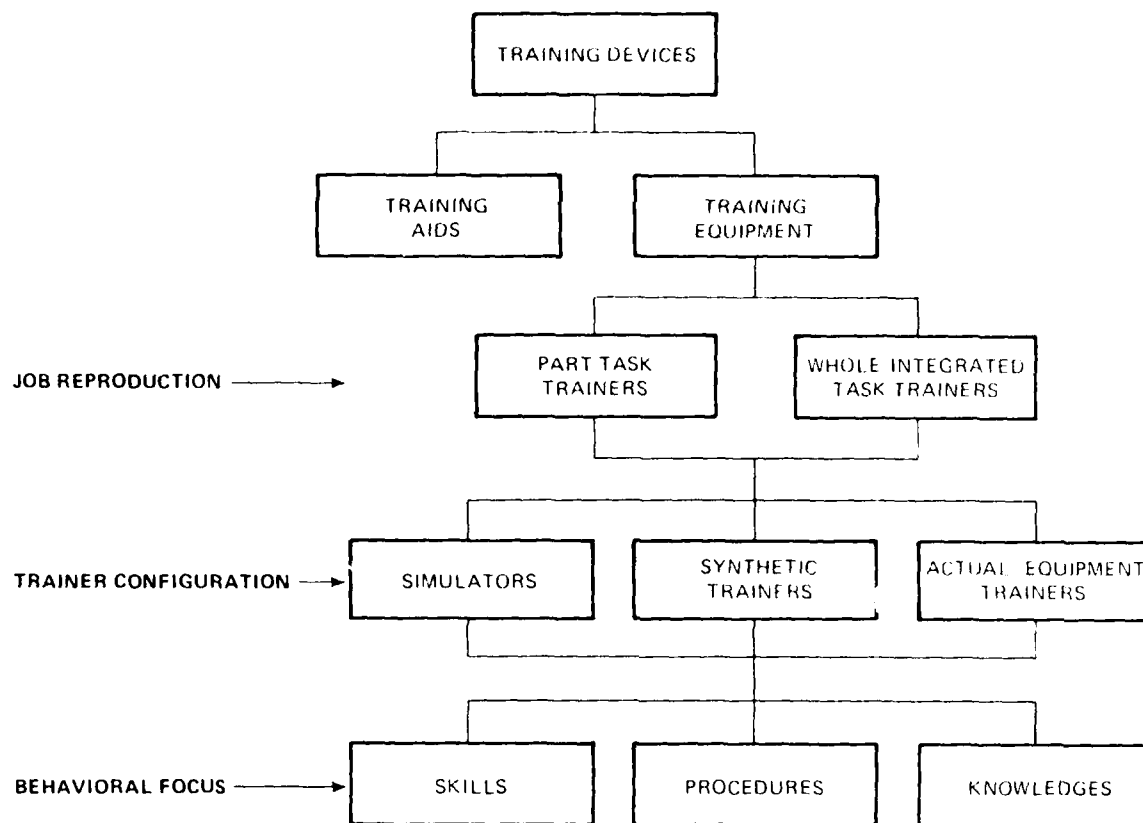 TRAINING DEVICES
TRAINING
AIDS
TRAINING
EQUIPMENT
JOB REPRODUCTION
PART TASK
TRAINERS
WHOLE INTEGRATED
TASK TRAINERS
TRAINER CONFIGURATION
SIMULATORS
SYNTHETIC
TRAINERS
ACTUAL EQUIPMENT
TRAINERS
BEHAVIORAL FOCUS
SKILLS
PROCEDURES
KNOWLEDGES